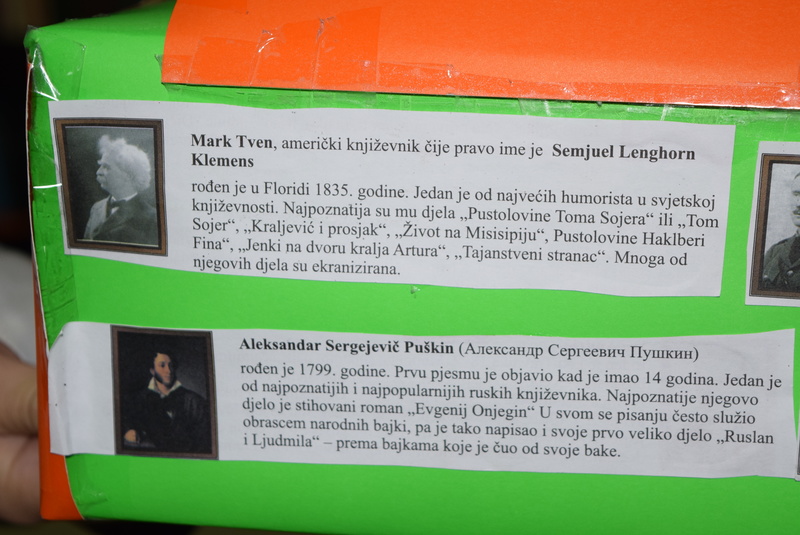 Mark Tven, američki književnik čije pravo ime je Semjuel Lenghorn
Klemens
rođen je u Floridi 1835. godine. Jedan je od najvećih humorista u svjetskoj
književnosti. Najpoznatija su mu djela „Pustolovine Toma Sojera“ ili „Tom
Sojer“, „Kraljević i prosjak“, „Život na Misisipiju“, Pustolovine Haklberi
Fina“, „Jenki na dvoru kralja Artura“, „Tajanstveni stranac“. Mnoga od
njegovih djela su ekranizirana.
Aleksandar Sergejevič Puškin (Александр Сергеевич Пушкин)
rođen je 1799. godine. Prvu pjesmu je objavio kad je imao 14 godina. Jedan je
od najpoznatijih i najpopularnijih ruskih književnika. Najpoznatije njegovo
djelo je stihovani roman „Evgenij Onjegin“ U svom se pisanju često služio
obrascem narodnih bajki, pa je tako napisao i svoje prvo veliko djelo „Ruslan
i Ljudmila“ – prema bajkama koje je čuo od svoje bake.